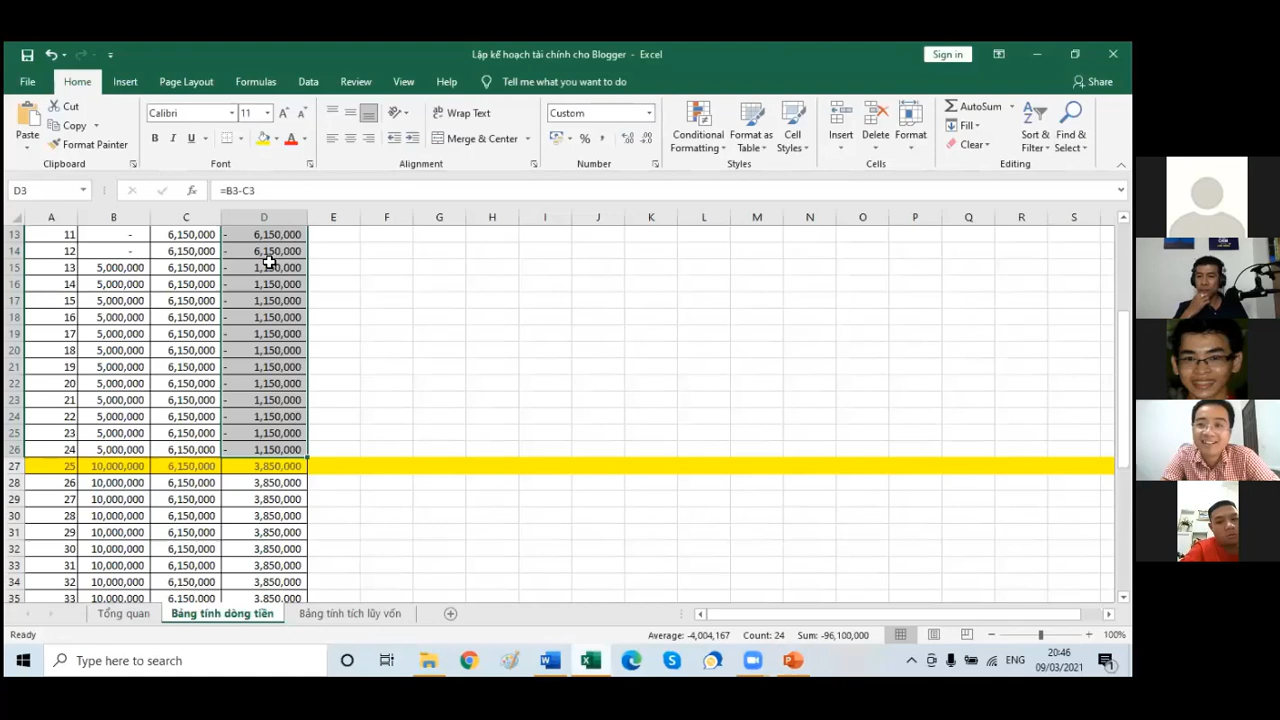 Lập kế hoạch tài chính cho Blogger - Excel
Sign in
File Home Insert Page Layout Formulas Data Review View Help Tell me what you want to do Share
Paste
Cut
Copy
Format Painter
Clipboard
Calibri 11
B I U A
Font
Wrap Text
Merge & Center
Alignment
Custom
Number
Conditional Formatting
Format as Table
Cell Styles
Styles
Insert Delete Format
Cells
AutoSum
Fill
Clear
Sort & Filter
Find & Select
Editing
D3 fx =B3-C3
A B C D E F G H I J K L M N O P Q R S
13 11 - 6,150,000 - 6,150,000
14 12 - 6,150,000 - 6,150,000
15 13 5,000,000 6,150,000 - 1,150,000
16 14 5,000,000 6,150,000 - 1,150,000
17 15 5,000,000 6,150,000 - 1,150,000
18 16 5,000,000 6,150,000 - 1,150,000
19 17 5,000,000 6,150,000 - 1,150,000
20 18 5,000,000 6,150,000 - 1,150,000
21 19 5,000,000 6,150,000 - 1,150,000
22 20 5,000,000 6,150,000 - 1,150,000
23 21 5,000,000 6,150,000 - 1,150,000
24 22 5,000,000 6,150,000 - 1,150,000
25 23 5,000,000 6,150,000 - 1,150,000
26 24 5,000,000 6,150,000 - 1,150,000
27 25 10,000,000 6,150,000 3,850,000
28 26 10,000,000 6,150,000 3,850,000
29 27 10,000,000 6,150,000 3,850,000
30 28 10,000,000 6,150,000 3,850,000
31 29 10,000,000 6,150,000 3,850,000
32 30 10,000,000 6,150,000 3,850,000
33 31 10,000,000 6,150,000 3,850,000
34 32 10,000,000 6,150,000 3,850,000
35 33 10,000,000 6,150,000 3,850,000
Tổng quan Bảng tính dòng tiền Bảng tính tích lũy vốn
Ready Average: -4,004,167 Count: 24 Sum: -96,100,000 100%
Type here to search
ENG
20:46
09/03/2021